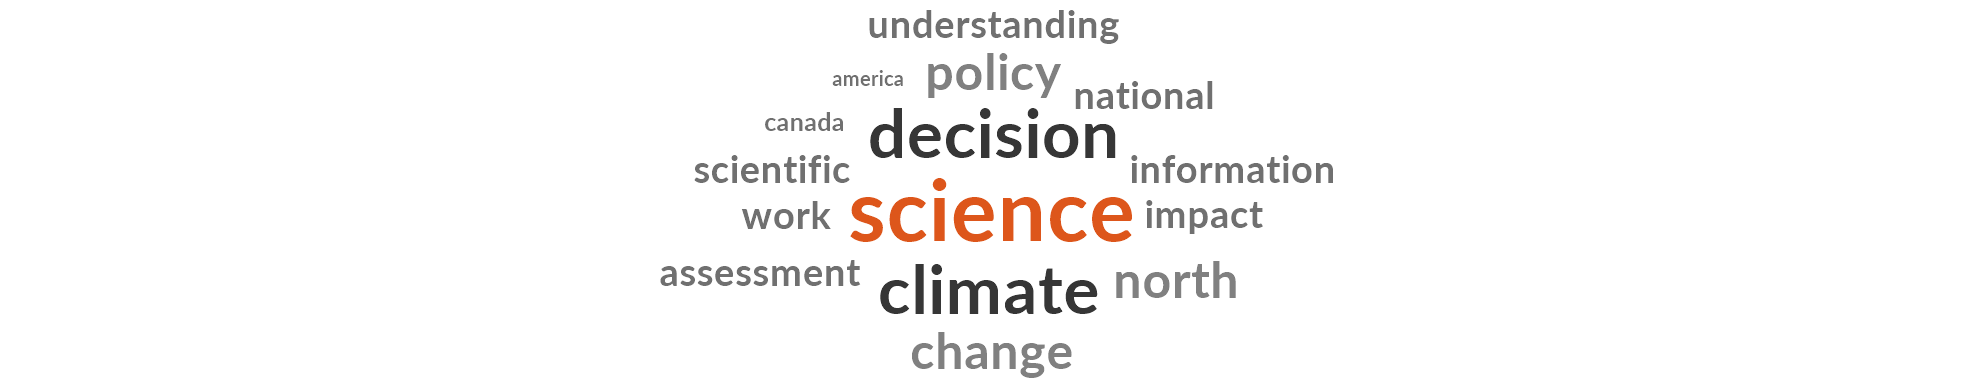 understanding
policy
america
national
decision
canada
scientific
information
science
work
impact
assessment
climate
north
change